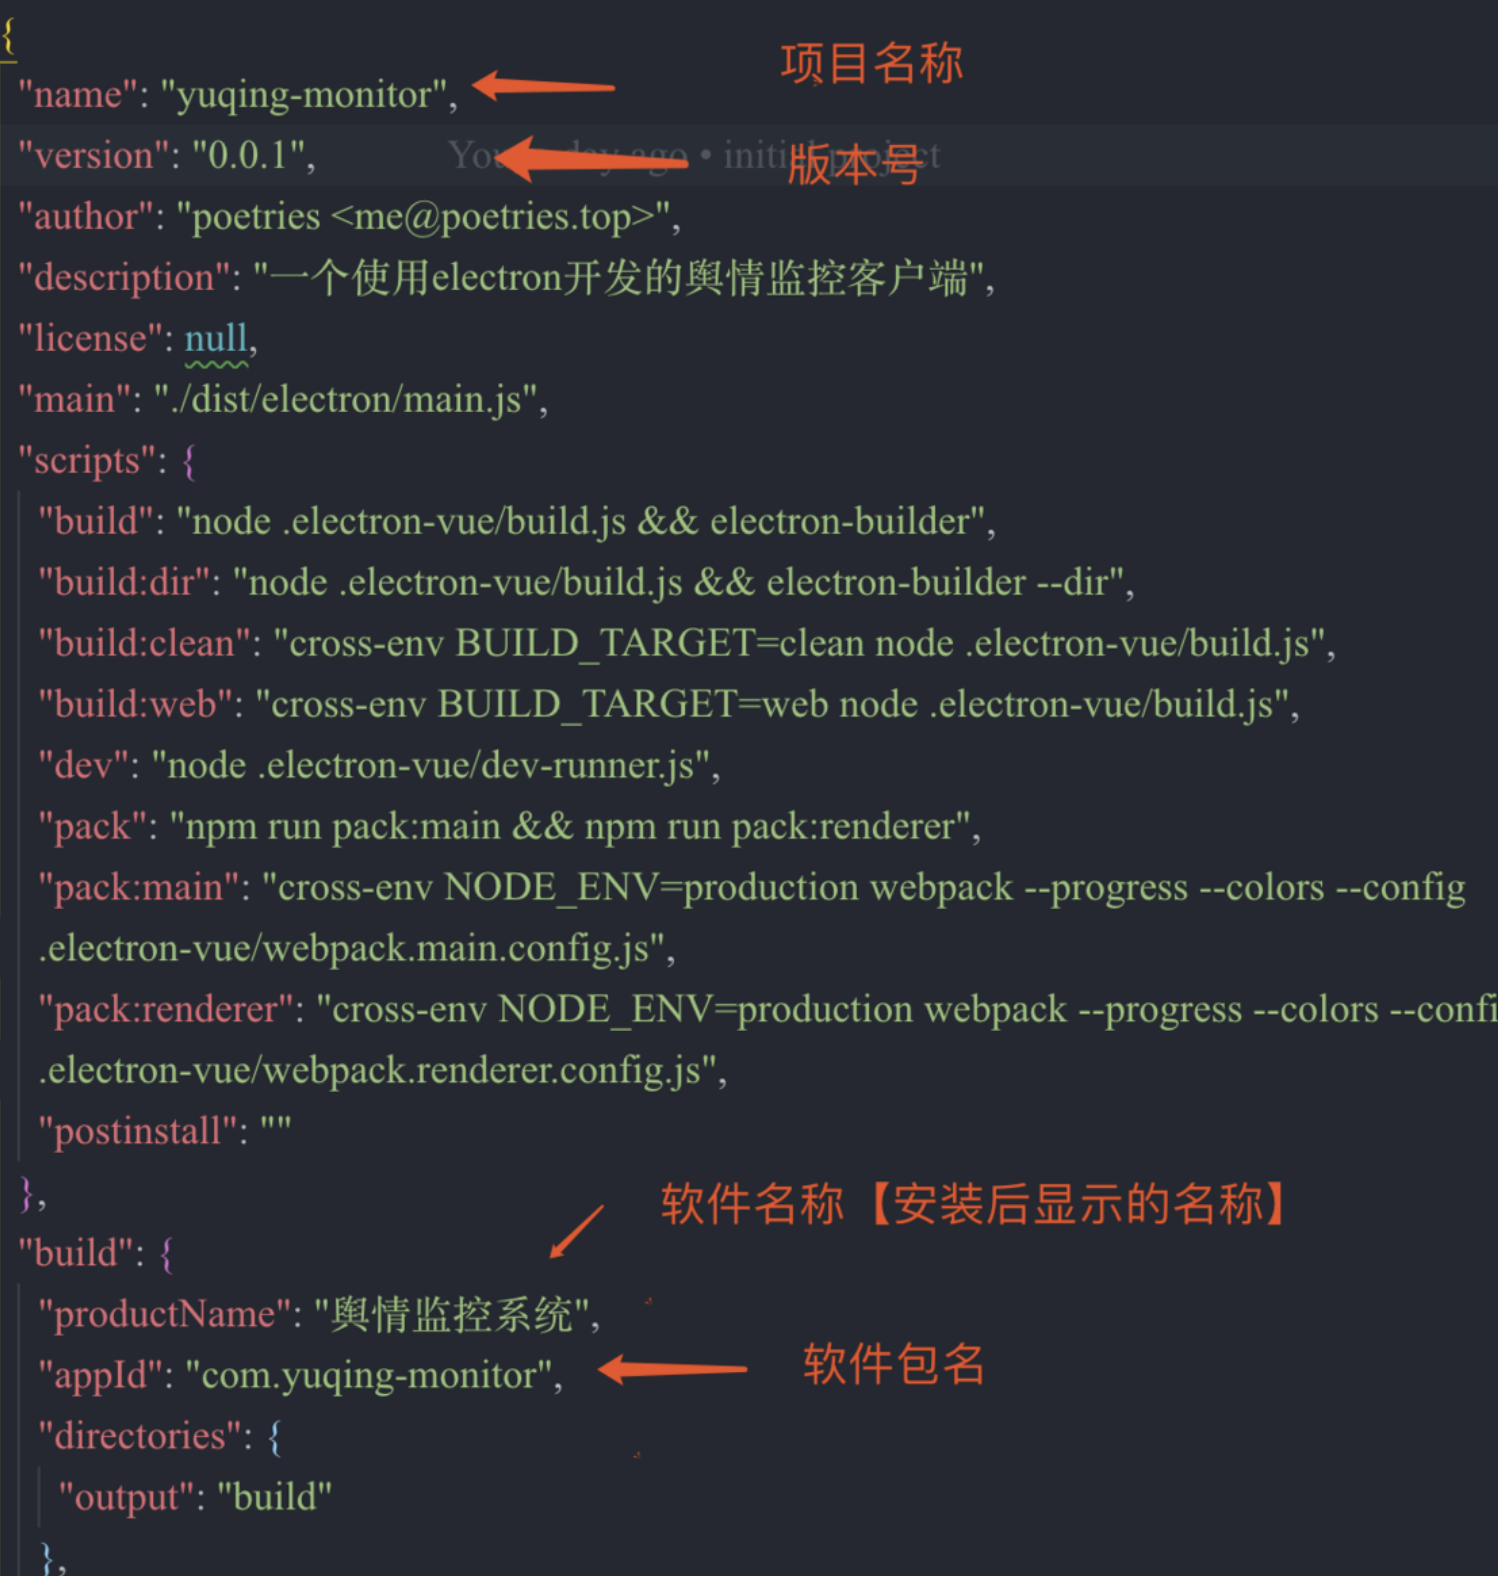 {
"name": "yuqing-monitor", 项目名称
"version": "0.0.1", day ago • initial project 版本号
"author": "poetries <me@poetries.top>",
"description": "一个使用electron开发的舆情监控客户端",
"license": null,
"main": "./dist/electron/main.js",
"scripts": {
"build": "node .electron-vue/build.js && electron-builder",
"build:dir": "node .electron-vue/build.js && electron-builder --dir",
"build:clean": "cross-env BUILD_TARGET=clean node .electron-vue/build.js",
"build:web": "cross-env BUILD_TARGET=web node .electron-vue/build.js",
"dev": "node .electron-vue/dev-runner.js",
"pack": "npm run pack:main && npm run pack:renderer",
"pack:main": "cross-env NODE_ENV=production webpack --progress --colors --config
.electron-vue/webpack.main.config.js",
"pack:renderer": "cross-env NODE_ENV=production webpack --progress --colors --confi
.electron-vue/webpack.renderer.config.js",
"postinstall": ""
},
软件名称【安装后显示的名称】
"build": {
"productName": "舆情监控系统",
"appId": "com.yuqing-monitor", 软件包名
"directories": {
"output": "build"
},